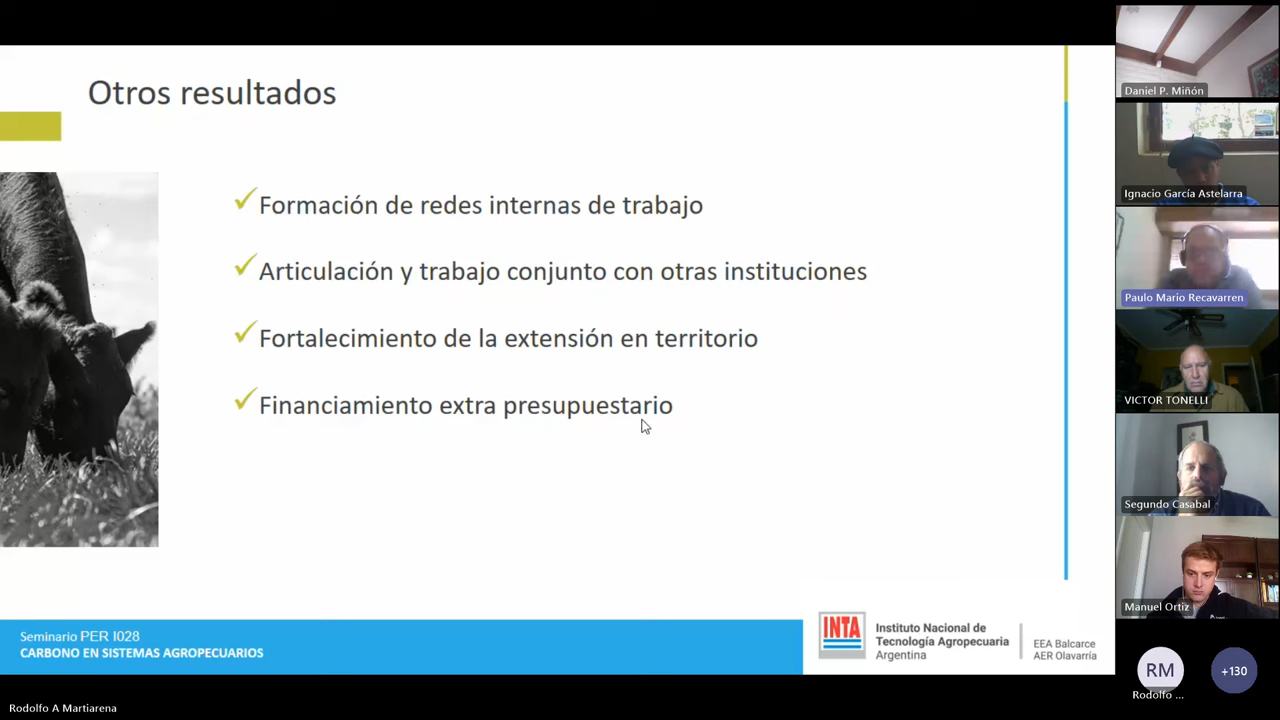 Otros resultados
Formación de redes internas de trabajo
Articulación y trabajo conjunto con otras instituciones
Fortalecimiento de la extensión en territorio
Financiamiento extra presupuestario
Seminario PER I028
CARBONO EN SISTEMAS AGROPECUARIOS
INTA
Instituto Nacional de
Tecnología Agropecuaria
Argentina
EEA Balcarce
AER Olavarría
Daniel P. Miñón
Ignacio García Astelarra
Paulo Mario Recavarren
VICTOR TONELLI
Segundo Casabal
Manuel Ortiz
RM
Rodolfo ...
+130
Rodolfo A Martiarena